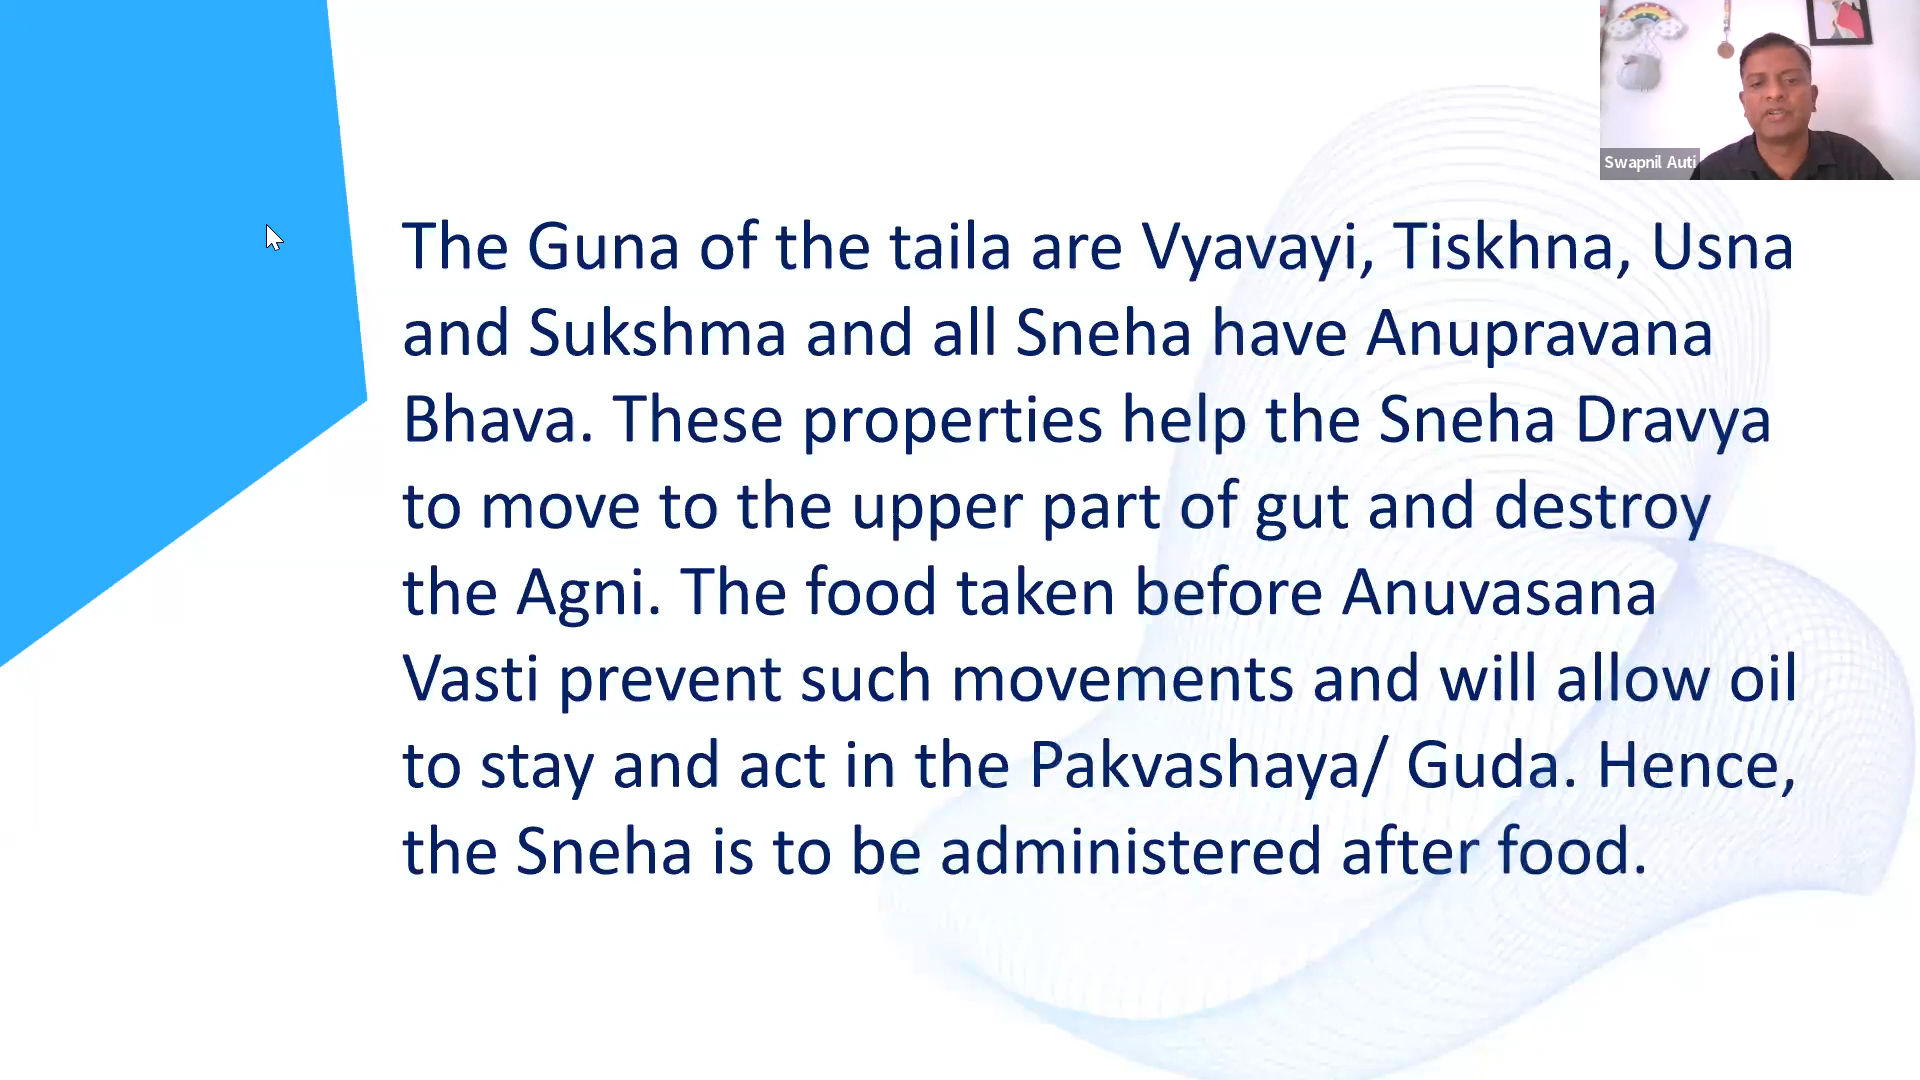 Swapnil Auti
The Guna of the taila are Vyavayi, Tiskhna, Usna
and Sukshma and all Sneha have Anupravana
Bhava. These properties help the Sneha Dravya
to move to the upper part of gut and destroy
the Agni. The food taken before Anuvasana
Vasti prevent such movements and will allow oil
to stay and act in the Pakvashaya/ Guda. Hence,
the Sneha is to be administered after food.